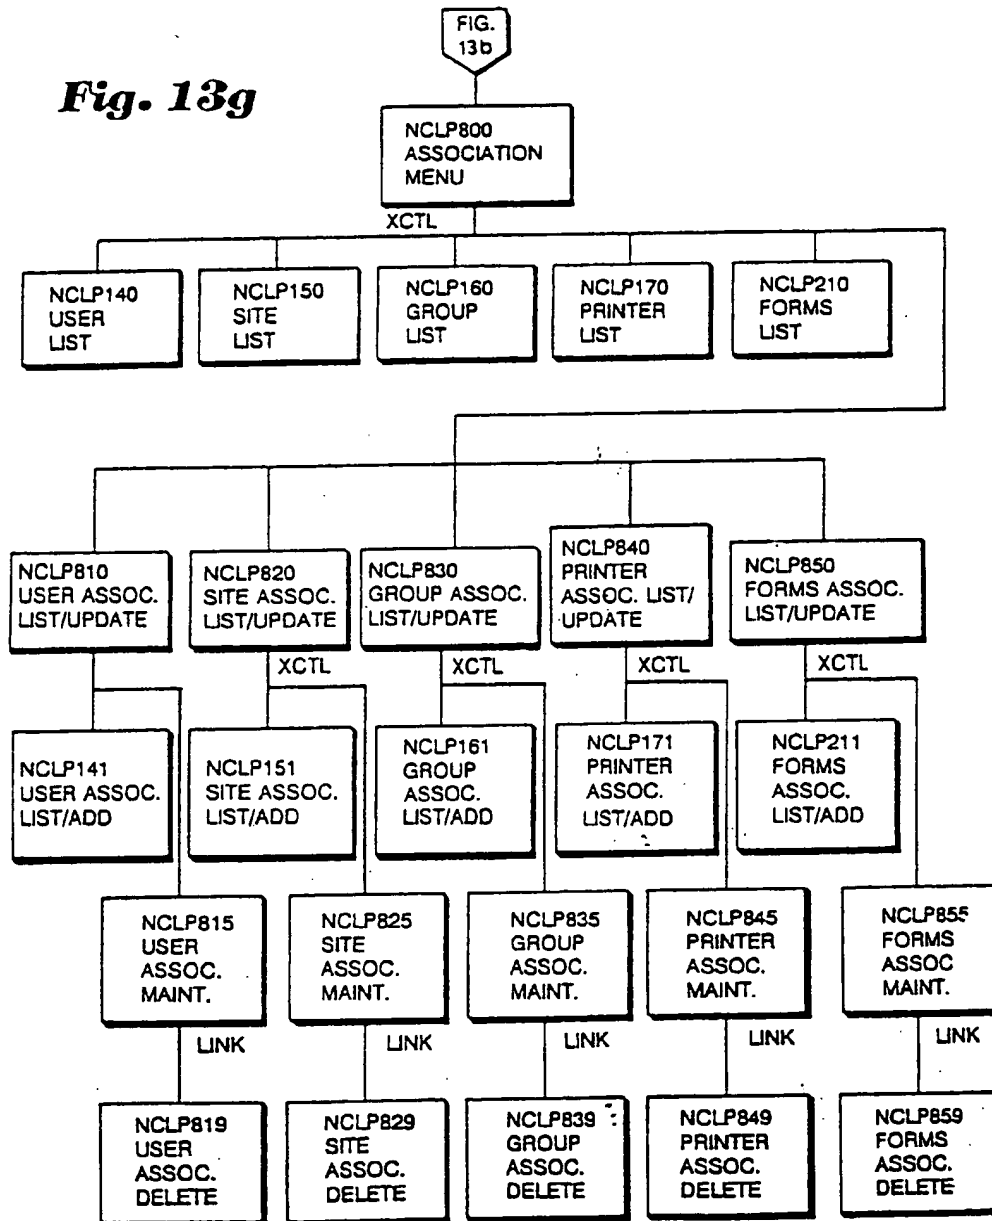 FIG.
13b
Fig. 13g
NCLP800
ASSOCIATION
MENU
XCTL
NCLP140
USER
LIST
NCLP150
SITE
LIST
NCLP160
GROUP
LIST
NCLP170
PRINTER
LIST
NCLP210
FORMS
LIST
NCLP810
USER ASSOC.
LIST/UPDATE
NCLP820
SITE ASSOC.
LIST/UPDATE
NCLP830
GROUP ASSOC.
LIST/UPDATE
NCLP840
PRINTER
ASSOC. LIST/
UPDATE
NCLP850
FORMS ASSOC.
LIST/UPDATE
XCTL
XCTL
XCTL
XCTL
NCLP141
USER ASSOC.
LIST/ADD
NCLP151
SITE ASSOC.
LIST/ADD
NCLP161
GROUP
ASSOC.
LIST/ADD
NCLP171
PRINTER
ASSOC.
LIST/ADD
NCLP211
FORMS
ASSOC.
LIST/ADD
NCLP815
USER
ASSOC.
MAINT.
NCLP825
SITE
ASSOC.
MAINT.
NCLP835
GROUP
ASSOC.
MAINT.
NCLP845
PRINTER
ASSOC.
MAINT.
NCLP855
FORMS
ASSOC
MAINT.
LINK
LINK
LINK
LINK
LINK
NCLP819
USER
ASSOC.
DELETE
NCLP829
SITE
ASSOC.
DELETE
NCLP839
GROUP
ASSOC.
DELETE
NCLP849
PRINTER
ASSOC.
DELETE
NCLP859
FORMS
ASSOC.
DELETE